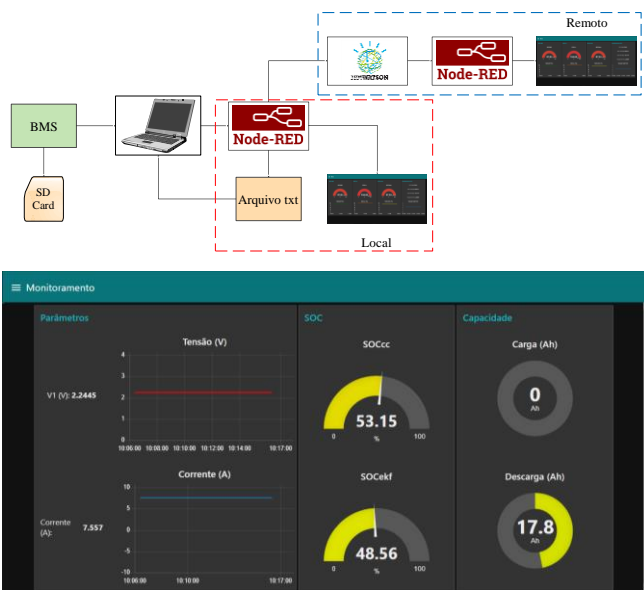 Remoto
Node-RED
BMS
Node-RED
SD
Card
Arquivo txt
Local
Monitoramento
Parâmetros
SOC
Capacidade
Tensão (V)
4
3
2
1
0
V1 (V): 2.2445
10:06:00 10:08:00 10:10:00 10:12:00 10:14:00 10:17:00
SOCcc
53.15
0 % 100
Carga (Ah)
0
Ah
Corrente (A)
10
5
0
-5
-10
Corrente
(A):
7.557
10:06:00 10:10:00 10:17:00
SOCekf
48.56
0 % 100
Descarga (Ah)
17.8
Ah